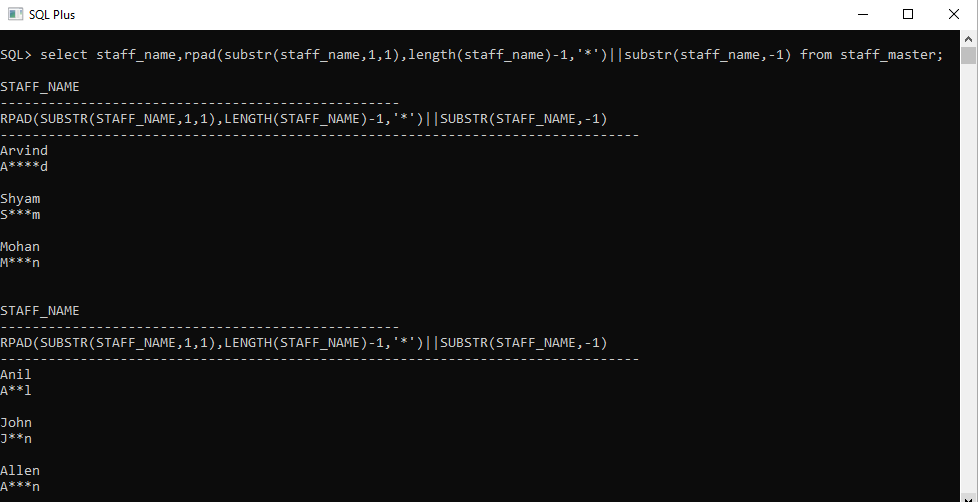 SQL Plus
SQL> select staff_name,rpad(substr(staff_name,1,1),length(staff_name)-1,'*')||substr(staff_name,-1) from staff_master;
STAFF_NAME
--------------------------------------------------
RPAD(SUBSTR(STAFF_NAME,1,1),LENGTH(STAFF_NAME)-1,'*')||SUBSTR(STAFF_NAME,-1)
--------------------------------------------------------------------------------
Arvind
A****d
Shyam
S***m
Mohan
M***n
STAFF_NAME
--------------------------------------------------
RPAD(SUBSTR(STAFF_NAME,1,1),LENGTH(STAFF_NAME)-1,'*')||SUBSTR(STAFF_NAME,-1)
--------------------------------------------------------------------------------
Anil
A**l
John
J**n
Allen
A***n